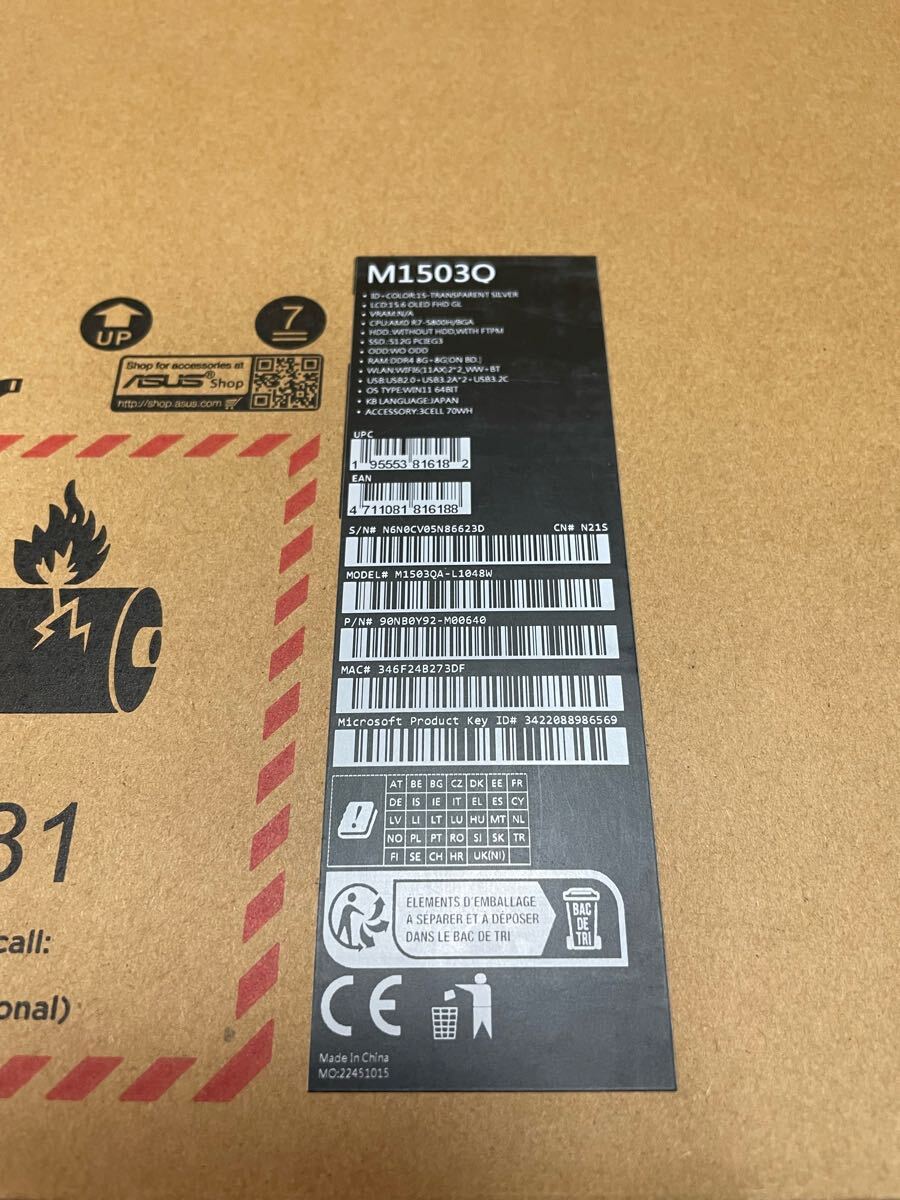 M1503Q
• ID-COLOR:1S-TRANSPARENT SILVER
• LCD:15.6 OLED FHD GL
• VRAM:N/A
• CPU:AMD R7-5800H/BGA
• HDD:WITHOUT HDD,WITH FTPM
• SSD:512G PCIEG3
• ODD:WO ODD
• RAM:DDR4 8G+8G[ON BD.]
• WLAN:WIFI6(11AX)2*2_WW+BT
• USB:USB2.0+USB3.2A*2+USB3.2C
• OS TYPE:WIN11 64BIT
• KB LANGUAGE:JAPAN
• ACCESSORY:3CELL 70WH
UPC
1 95553 81618 2
EAN
4 711081 816188
S/N# N6N0CV05N86623D CN# N21S
MODEL# M1503QA-L1048W
P/N# 90NB0Y92-M00640
MAC# 346F24B273DF
Microsoft Product Key ID# 3422088986569
AT BE BG CZ DK EE FR
DE IS IE IT EL ES CY
LV LI LT LU HU MT NL
NO PL PT RO SI SK TR
FI SE CH HR UK(NI)
ÉLÉMENTS D'EMBALLAGE
À SÉPARER ET À DÉPOSER
DANS LE BAC DE TRI
BAC
DE
TRI
CE
Made In China
MO:22451015
UP
7
Shop for accessories at
ASUS® Shop
http://shop.asus.com
31
call:
onal)